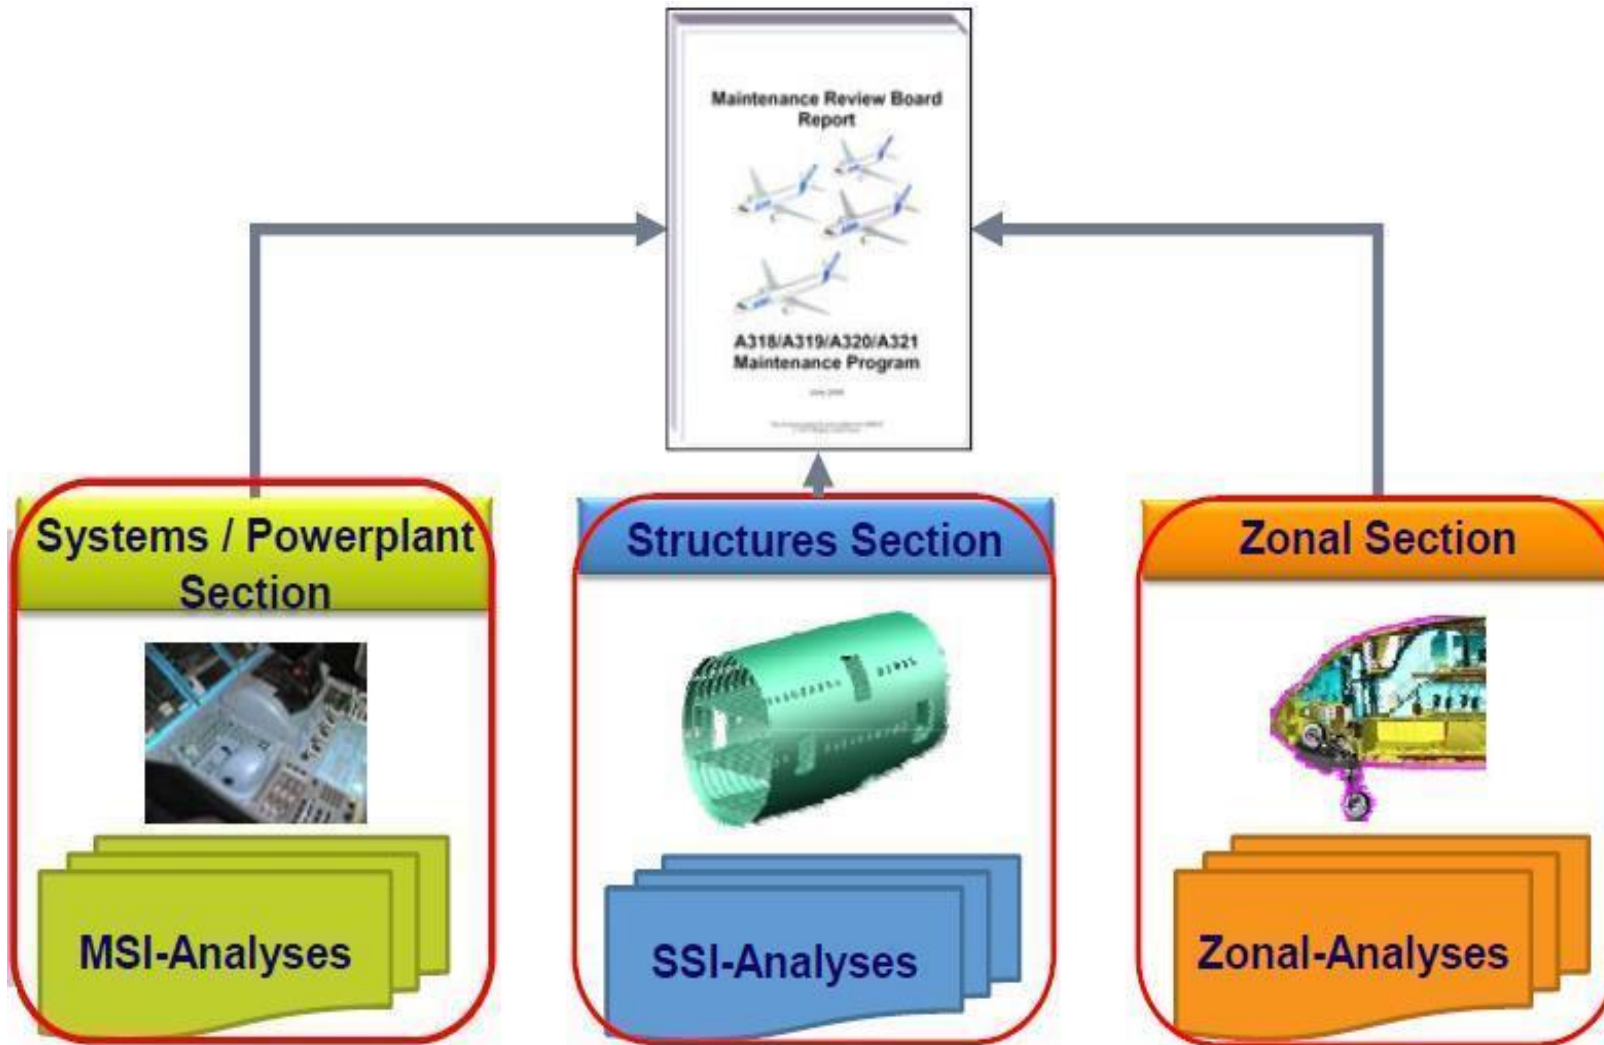 Maintenance Review Board
Report
A318/A319/A320/A321
Maintenance Program
Systems / Powerplant
Section
Structures Section
Zonal Section
MSI-Analyses
SSI-Analyses
Zonal-Analyses